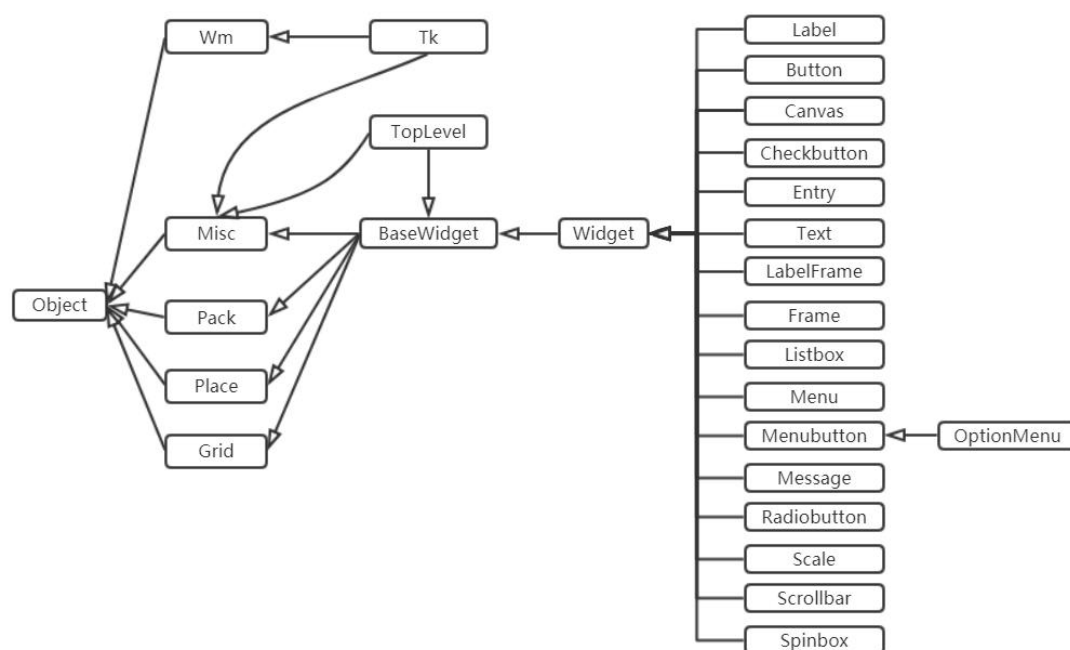 Wm
Tk
TopLevel
Misc
BaseWidget
Widget
Object
Pack
Place
Grid
Label
Button
Canvas
Checkbutton
Entry
Text
LabelFrame
Frame
Listbox
Menu
Menubutton
OptionMenu
Message
Radiobutton
Scale
Scrollbar
Spinbox